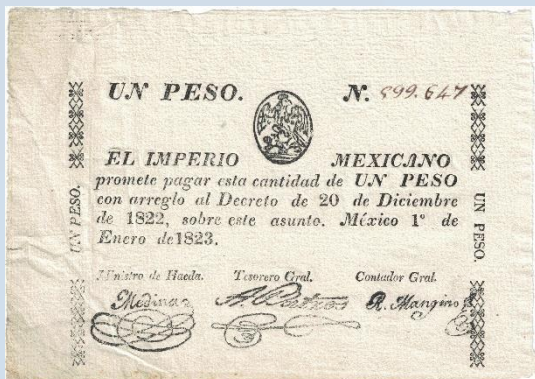 UN PESO. N. 899.647
EL IMPERIO MEXICANO
promete pagar esta cantidad de UN PESO
con arreglo al Decreto de 20 de Diciembre
de 1822, sobre este asunto. México 1º de
Enero de 1823.
UN PESO.
UN PESO.
Ministro de Hacda. Tesorero Gral. Contador Gral.
Medina R. Mangino